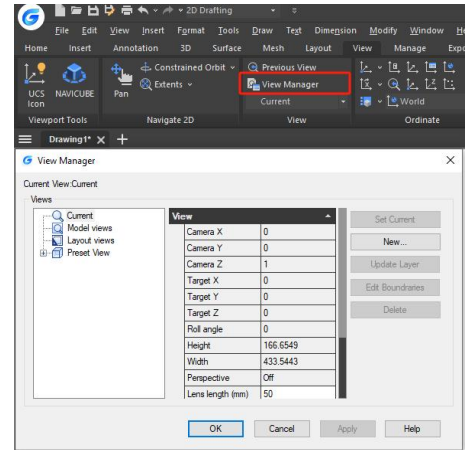 2D Drafting
File Edit View Insert Format Tools Draw Text Dimension Modify Window
Home Insert Annotation 3D Surface Mesh Layout View Manage
Constrained Orbit Previous View
Extents View Manager
UCS Icon NAVICUBE Pan Current World
Viewport Tools Navigate 2D View Ordinate
Drawing1*
View Manager
Current View:Current
Views
Current
Model views
Layout views
Preset View
View
Camera X 0
Camera Y 0
Camera Z 1
Target X 0
Target Y 0
Target Z 0
Roll angle 0
Height 166.6549
Width 433.5443
Perspective Off
Lens length (mm) 50
Set Current
New...
Update Layer
Edit Boundraries
Delete
OK Cancel Apply Help